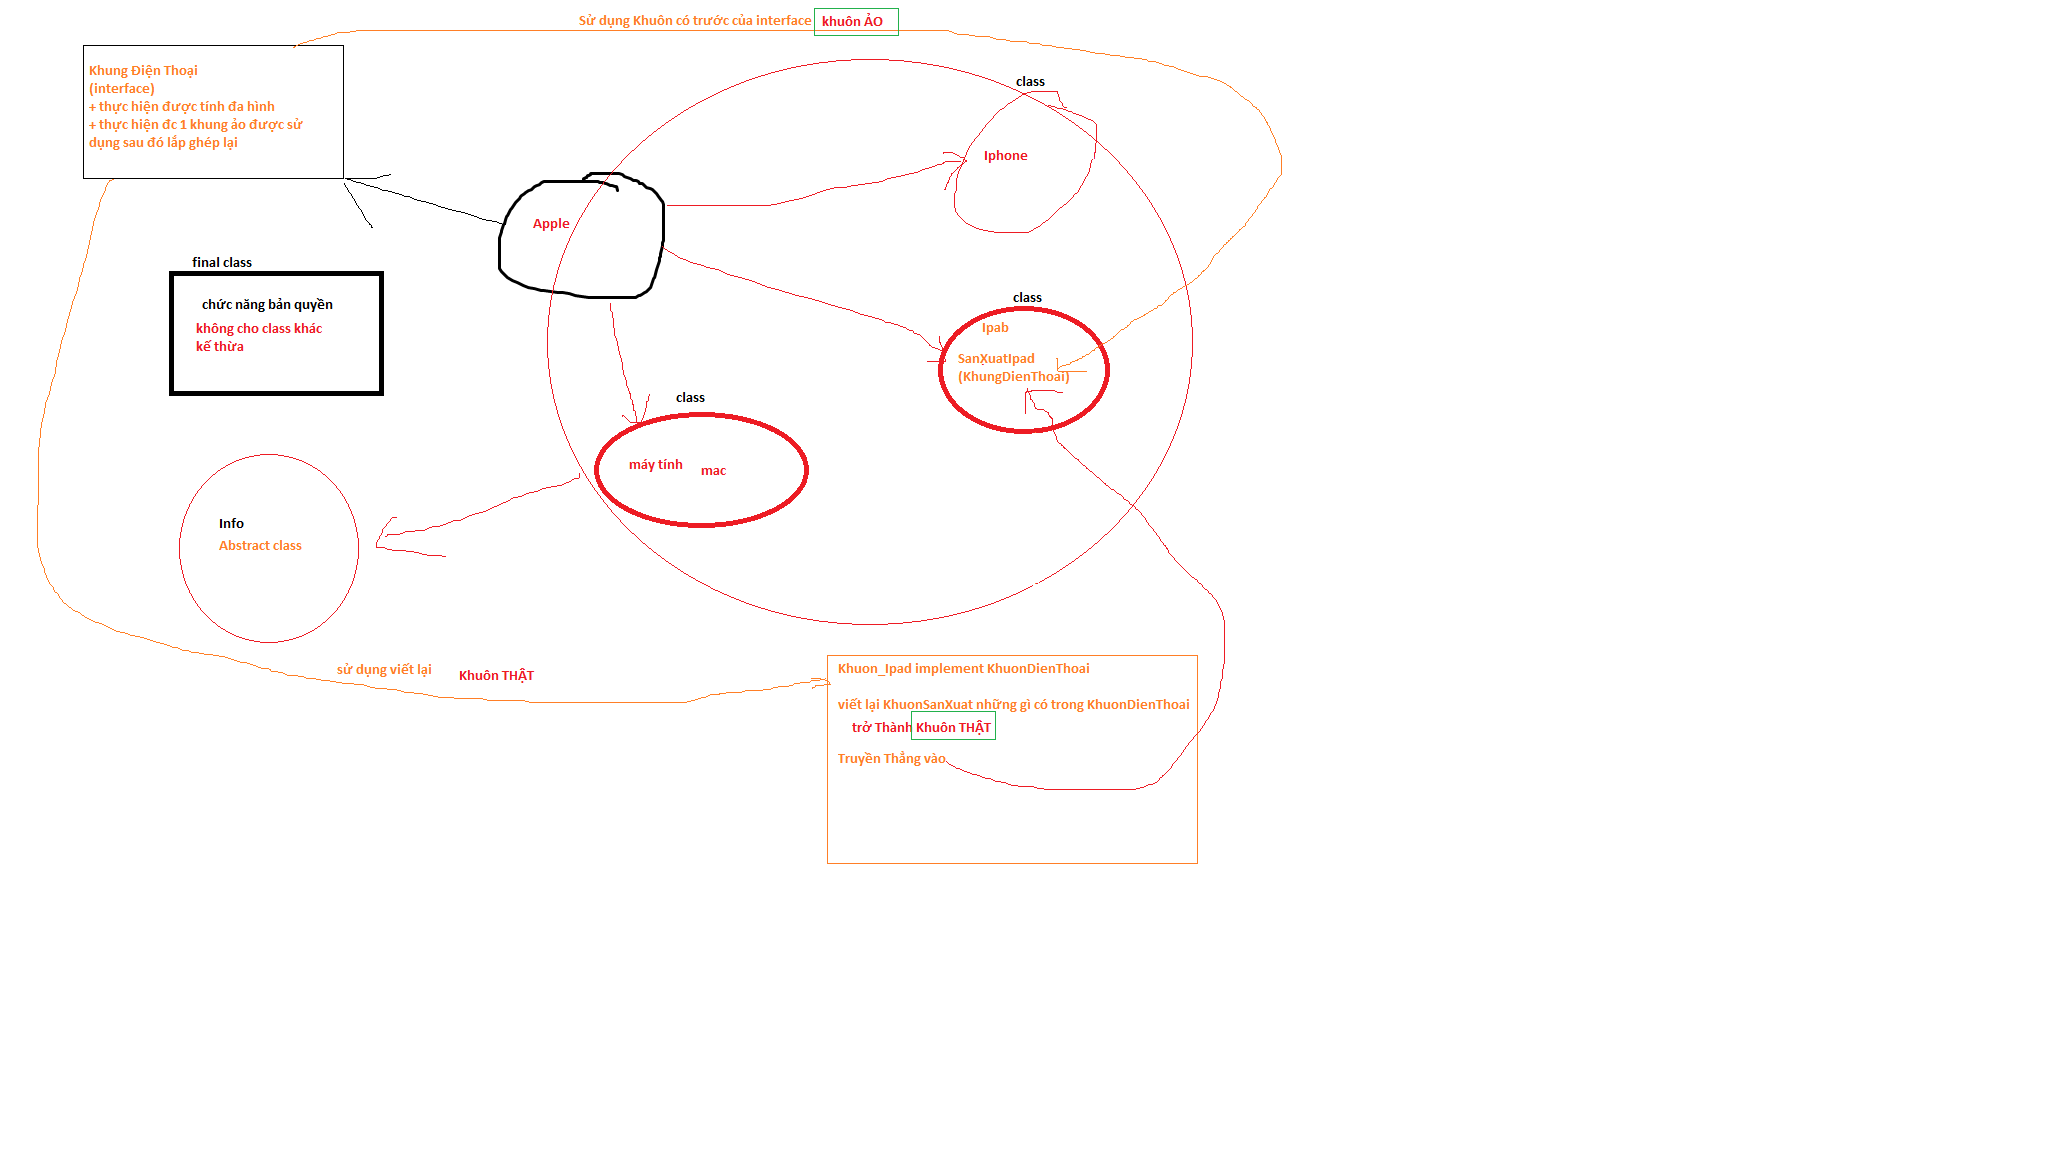 Sử dụng Khuôn có trước của interface khuôn ẢO
Khung Điện Thoại
(interface)
+ thực hiện được tính đa hình
+ thực hiện đc 1 khung ảo được sử
dụng sau đó lắp ghép lại
class
Iphone
Apple
final class
chức năng bản quyền
không cho class khác
kế thừa
class
Ipab
SanXuatIpad
(KhungDienThoai)
class
máy tính mac
Info
Abstract class
sử dụng viết lại Khuôn THẬT
Khuon_Ipad implement KhuonDienThoai
viết lại KhuonSanXuat những gì có trong KhuonDienThoai
trở Thành Khuôn THẬT
Truyền Thẳng vào